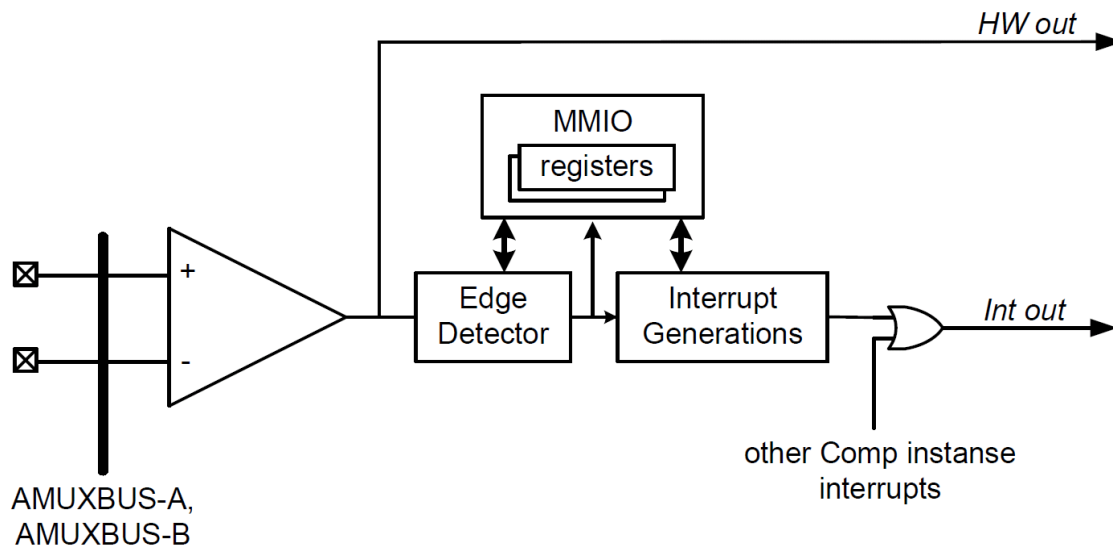 HW out
MMIO
registers
+
-
Edge
Detector
Interrupt
Generations
Int out
other Comp instanse
interrupts
AMUXBUS-A,
AMUXBUS-B